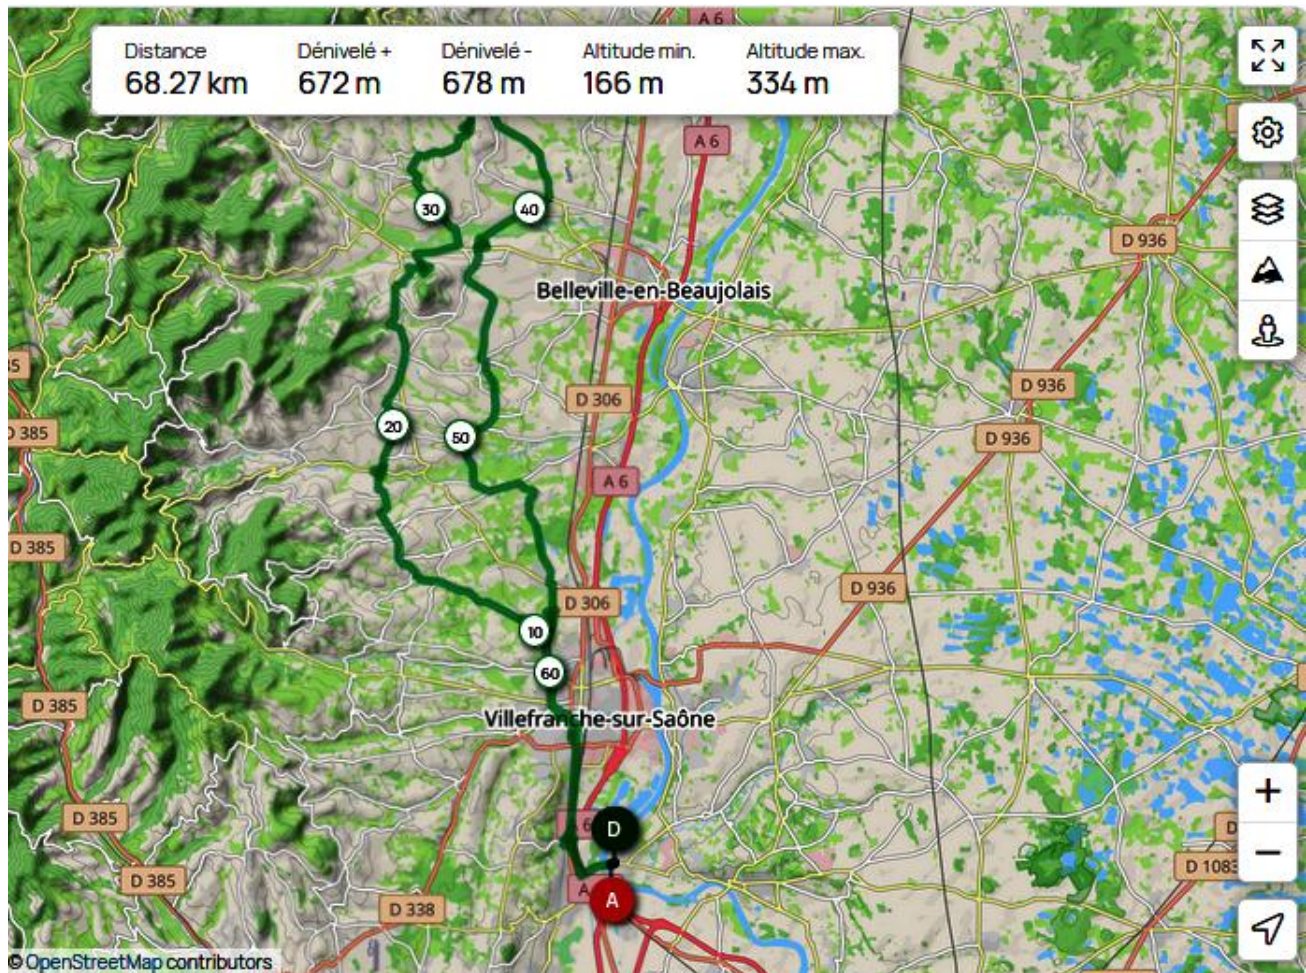 A 6
Distance
Dénivelé +
Dénivelé -
Altitude min.
Altitude max.
68.27 km
672 m
678 m
166 m
334 m
A 6
30
40
D 936
Belleville-en-Beaujolais
D 936
D 306
20
D 385
50
D 936
A 6
D 385
D 936
D 306
10
60
D 385
Villefranche-sur-Saône
D 385
D
D 385
D 1083
A
D 338
© OpenStreetMap contributors